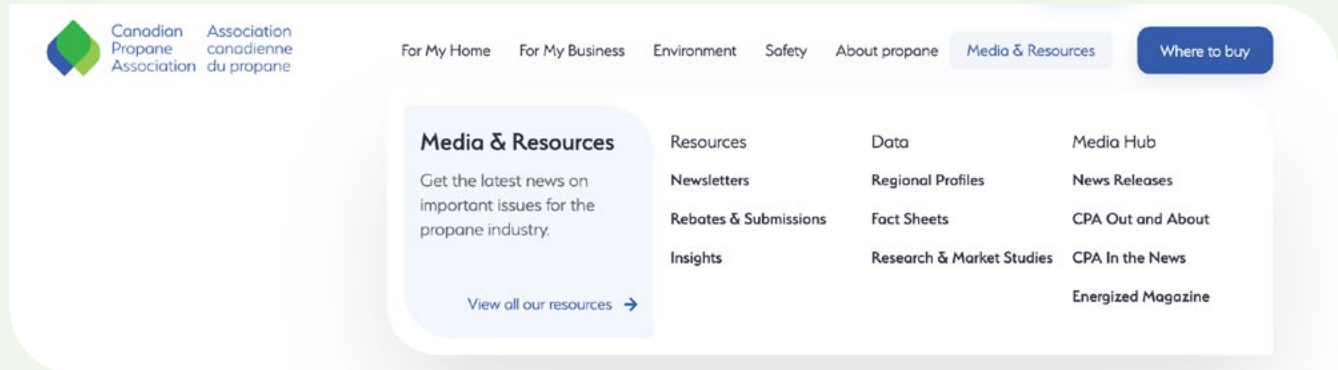 Canadian Association
Propane canadienne
Association du propane
For My Home For My Business Environment Safety About propane Media & Resources Where to buy
Media & Resources
Get the latest news on
important issues for the
propane industry.
View all our resources →
Resources
Newsletters
Rebates & Submissions
Insights
Data
Regional Profiles
Fact Sheets
Research & Market Studies
Media Hub
News Releases
CPA Out and About
CPA In the News
Energized Magazine